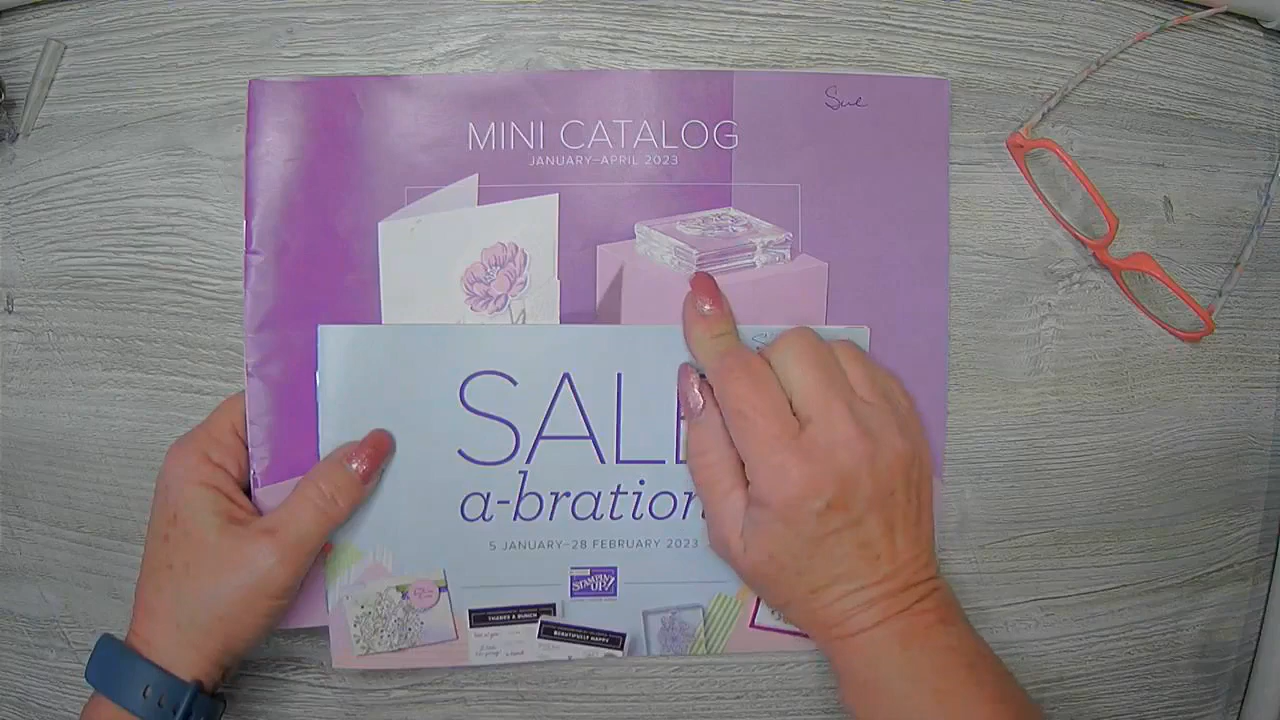 Sue
MINI CATALOG
JANUARY–APRIL 2023
SALE
a-bration
5 JANUARY–28 FEBRUARY 2023
STAMPIN' UP!
THANKS A BUNCH
BEAUTIFULLY HAPPY